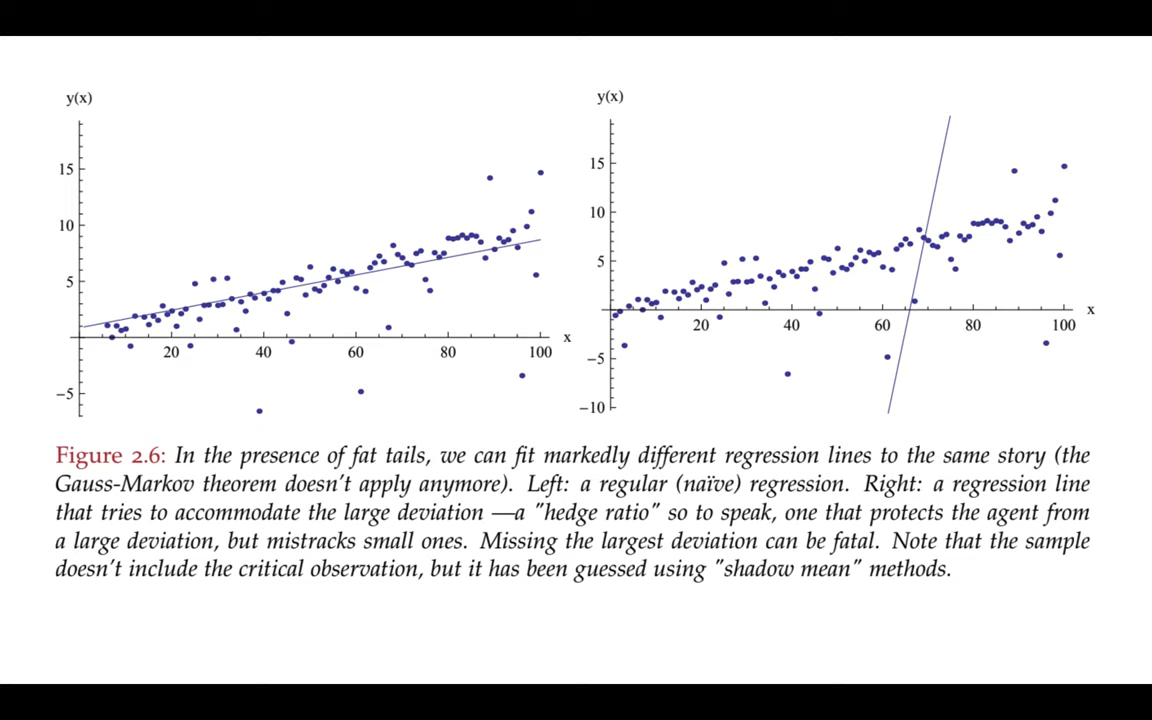 y(x)
15
10
5
-5
20
40
60
80
100
x
y(x)
15
10
5
-5
-10
20
40
60
80
100
x
Figure 2.6: In the presence of fat tails, we can fit markedly different regression lines to the same story (the
Gauss-Markov theorem doesn't apply anymore). Left: a regular (naïve) regression. Right: a regression line
that tries to accommodate the large deviation —a "hedge ratio" so to speak, one that protects the agent from
a large deviation, but mistracks small ones. Missing the largest deviation can be fatal. Note that the sample
doesn't include the critical observation, but it has been guessed using "shadow mean" methods.